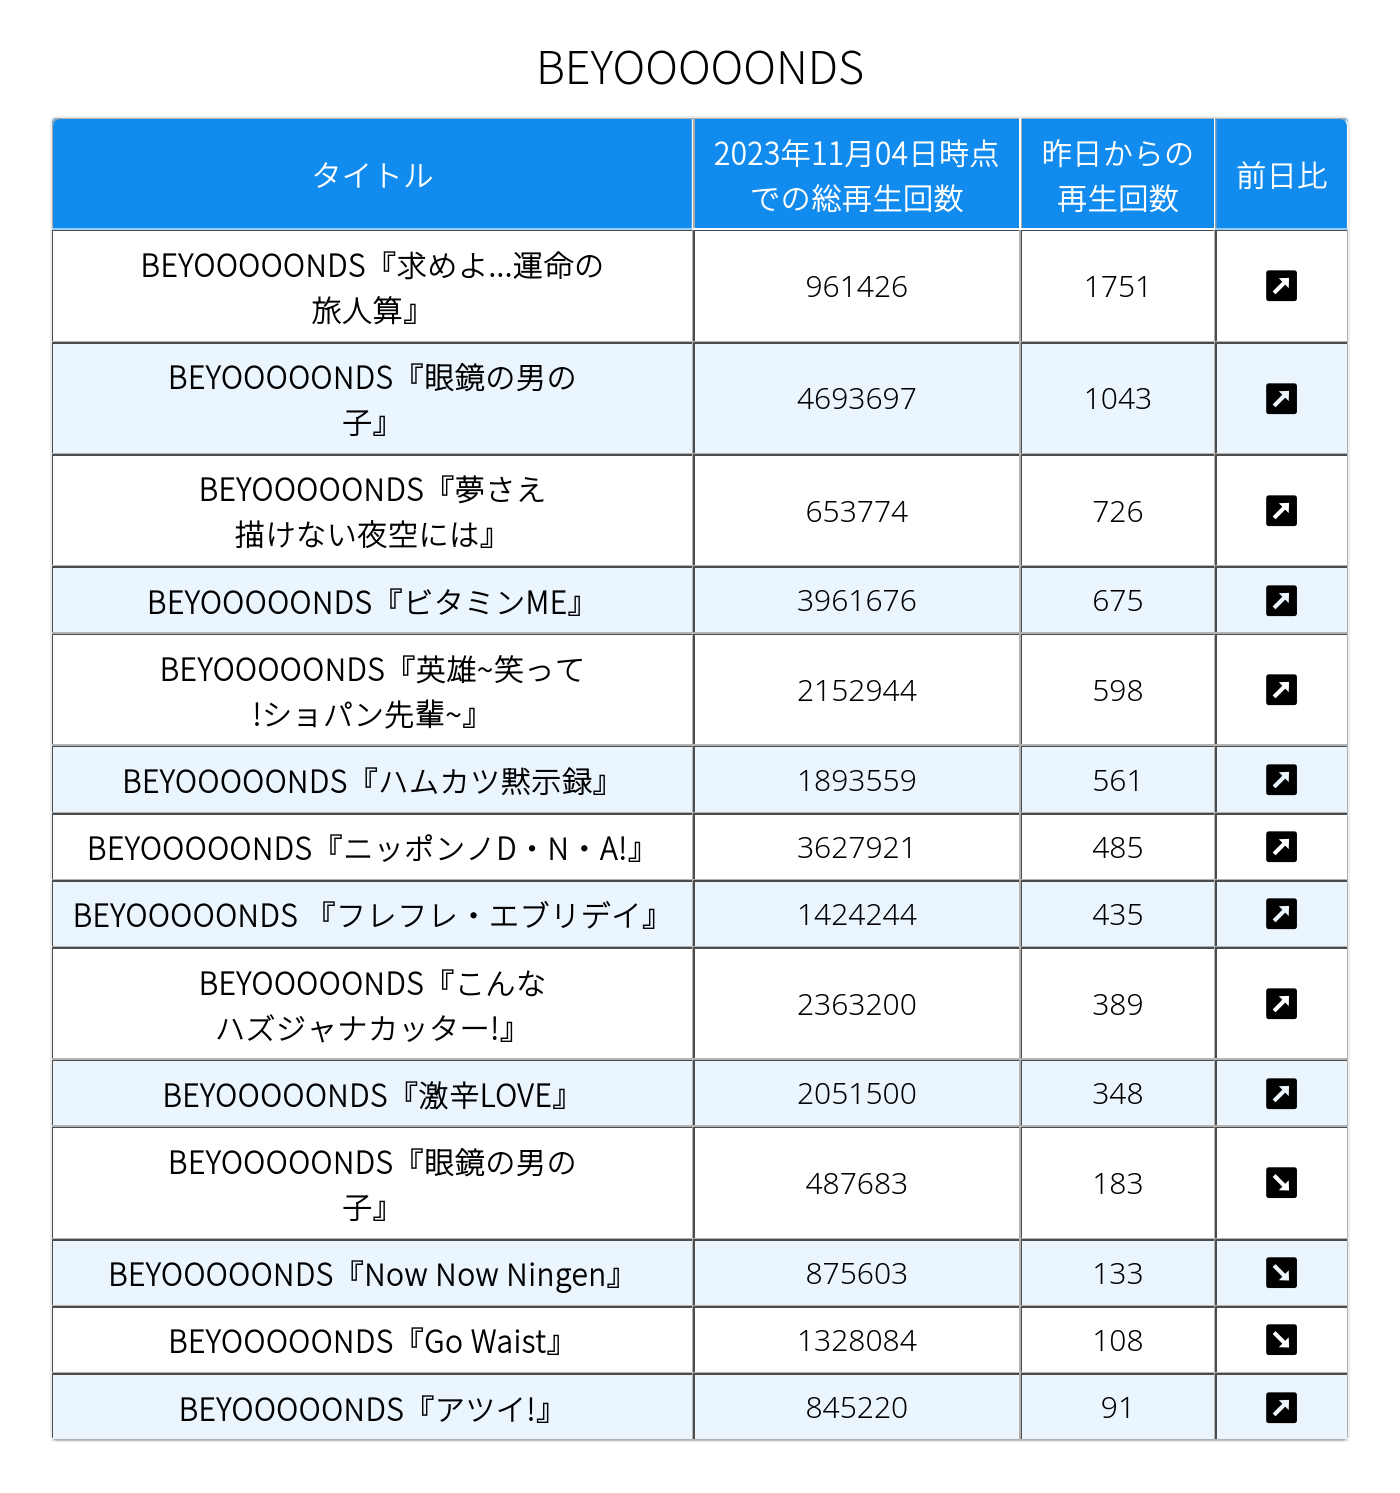 BEYOOOOONDS
タイトル
2023年11月04日時点
での総再生回数
昨日からの
再生回数
前日比
BEYOOOOONDS『求めよ...運命の
旅人算』
961426
1751
BEYOOOOONDS『眼鏡の男の
子』
4693697
1043
BEYOOOOONDS『夢さえ
描けない夜空には』
653774
726
BEYOOOOONDS『ビタミンME』
3961676
675
BEYOOOOONDS『英雄~笑って
!ショパン先輩~』
2152944
598
BEYOOOOONDS『ハムカツ黙示録』
1893559
561
BEYOOOOONDS『ニッポンノD・N・A!』
3627921
485
BEYOOOOONDS 『フレフレ・エブリデイ』
1424244
435
BEYOOOOONDS『こんな
ハズジャナカッター!』
2363200
389
BEYOOOOONDS『激辛LOVE』
2051500
348
BEYOOOOONDS『眼鏡の男の
子』
487683
183
BEYOOOOONDS『Now Now Ningen』
875603
133
BEYOOOOONDS『Go Waist』
1328084
108
BEYOOOOONDS『アツイ!』
845220
91